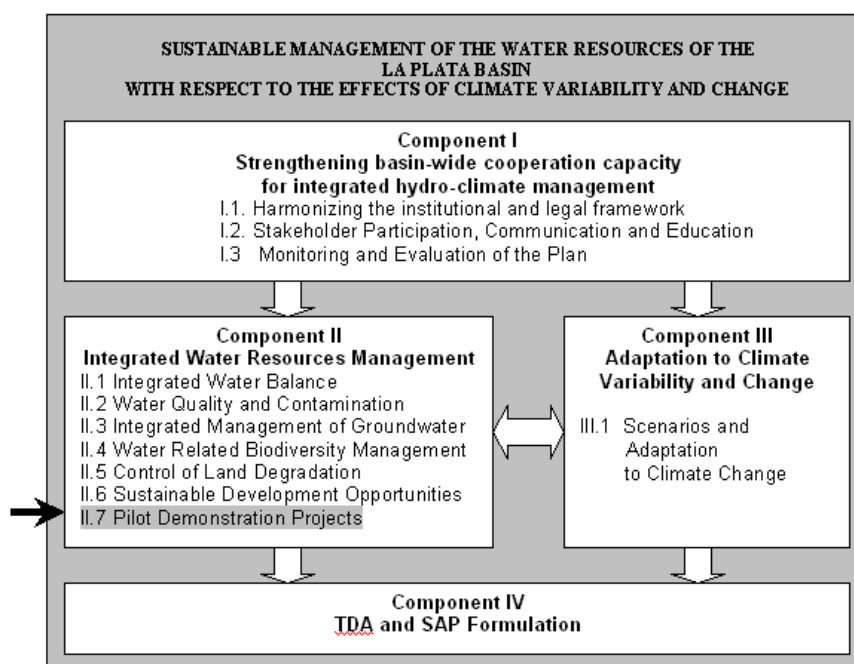 SUSTAINABLE MANAGEMENT OF THE WATER RESOURCES OF THE
LA PLATA BASIN
WITH RESPECT TO THE EFFECTS OF CLIMATE VARIABILITY AND CHANGE
Component I
Strengthening basin-wide cooperation capacity
for integrated hydro-climate management
I.1. Harmonizing the institutional and legal framework
I.2. Stakeholder Participation, Communication and Education
I.3 Monitoring and Evaluation of the Plan
Component II
Integrated Water Resources Management
II.1 Integrated Water Balance
II.2 Water Quality and Contamination
II.3 Integrated Management of Groundwater
II.4 Water Related Biodiversity Management
II.5 Control of Land Degradation
II.6 Sustainable Development Opportunities
II.7 Pilot Demonstration Projects
Component III
Adaptation to Climate
Variability and Change
III.1 Scenarios and
Adaptation
to Climate Change
Component IV
TDA and SAP Formulation